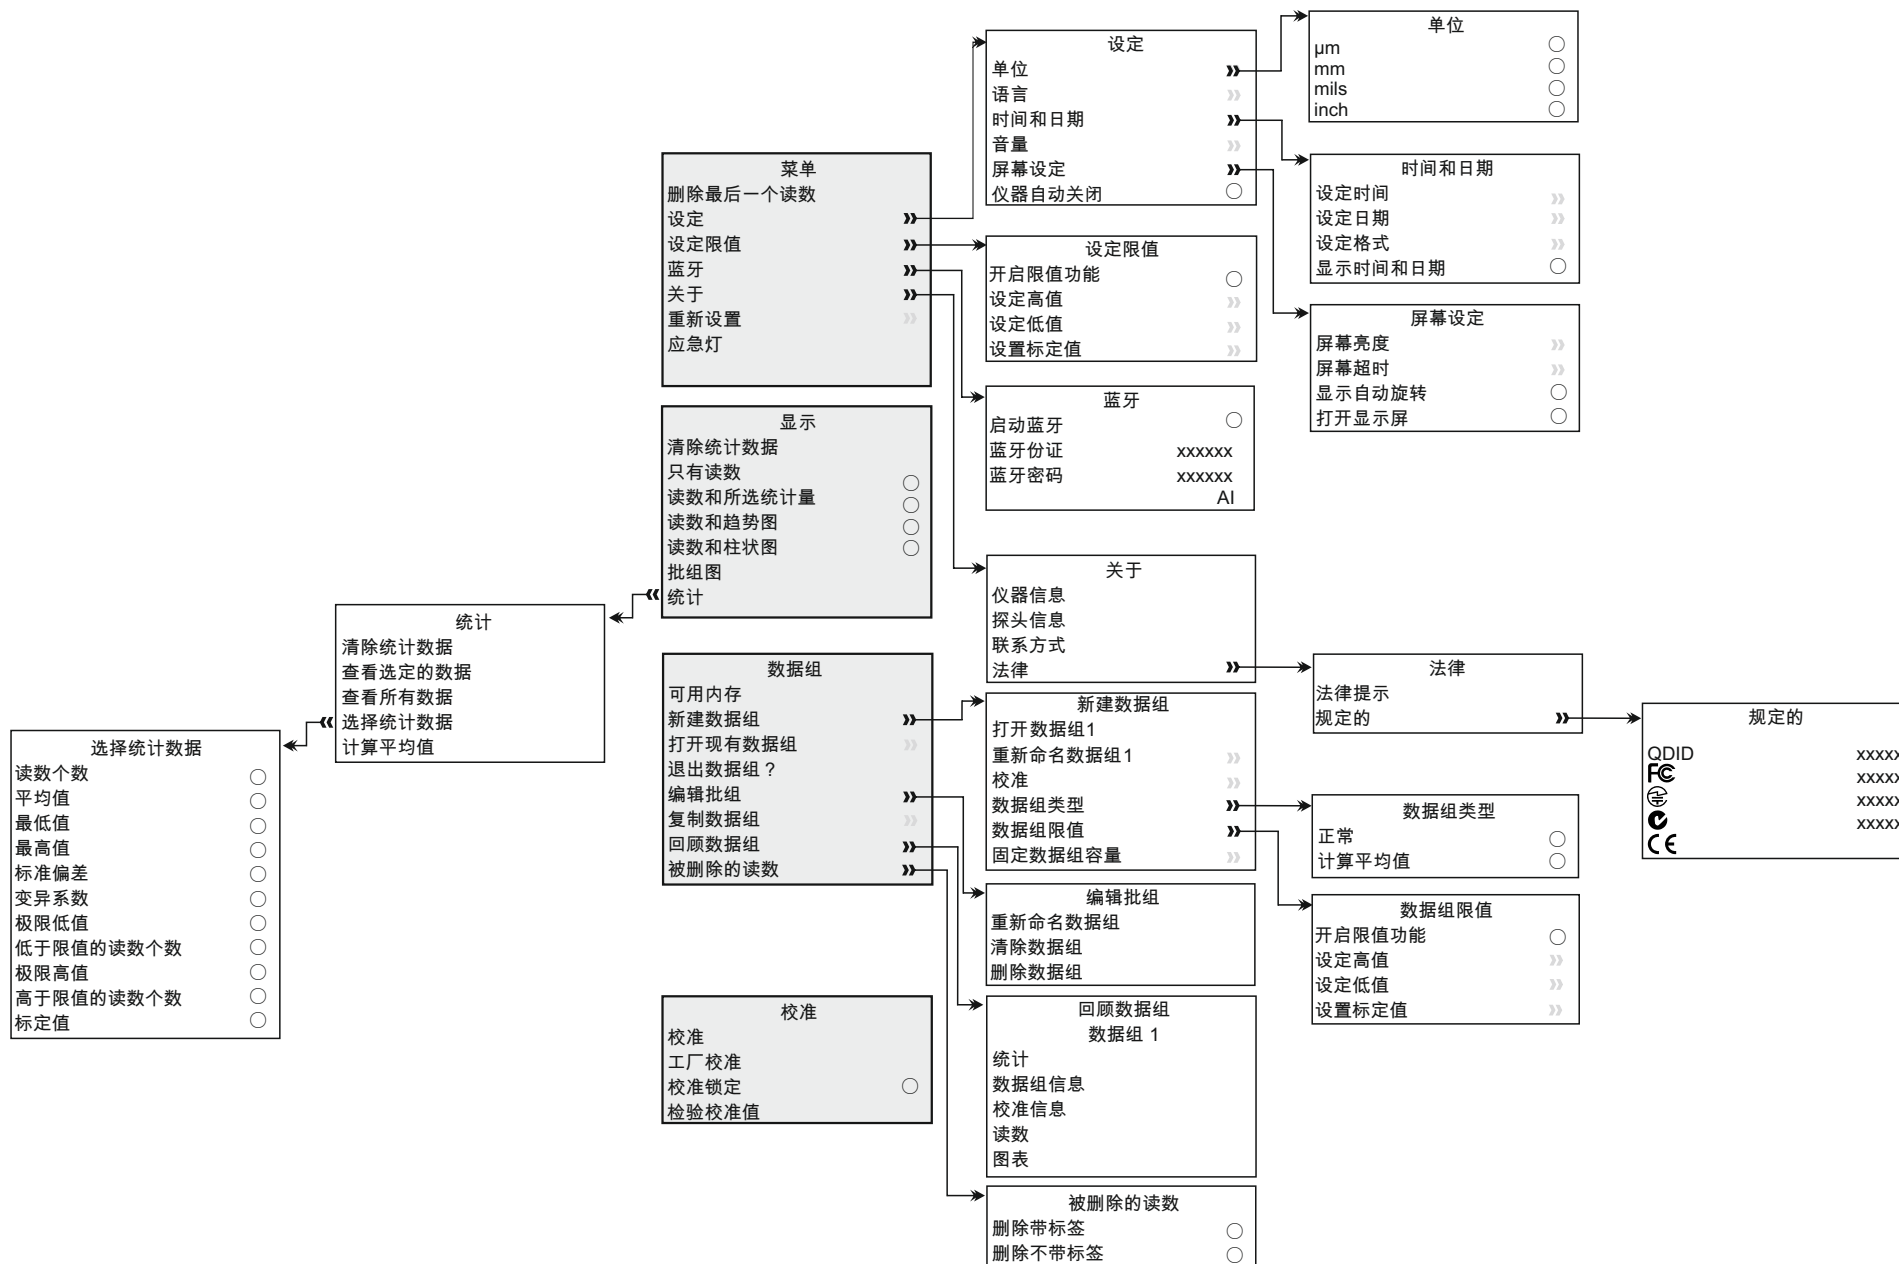 设定
单位
语言
时间和日期
音量
屏幕设定
仪器自动关闭
单位
µm
mm
mils
inch
时间和日期
设定时间
设定日期
设定格式
显示时间和日期
屏幕设定
屏幕亮度
屏幕超时
显示自动旋转
打开显示屏
菜单
删除最后一个读数
设定
设定限值
蓝牙
关于
重新设置
应急灯
设定限值
开启限值功能
设定高值
设定低值
设置标定值
蓝牙
启动蓝牙
蓝牙份证 xxxxxx
蓝牙密码 xxxxxx
AI
显示
清除统计数据
只有读数
读数和所选统计量
读数和趋势图
读数和柱状图
批组图
统计
关于
仪器信息
探头信息
联系方式
法律
法律
法律提示
规定的
规定的
QDID xxxxx
FC xxxxx
xxxxx
xxxxx
CE
统计
清除统计数据
查看选定的数据
查看所有数据
选择统计数据
计算平均值
选择统计数据
读数个数
平均值
最低值
最高值
标准偏差
变异系数
极限低值
低于限值的读数个数
极限高值
高于限值的读数个数
标定值
数据组
可用内存
新建数据组
打开现有数据组
退出数据组？
编辑批组
复制数据组
回顾数据组
被删除的读数
新建数据组
打开数据组1
重新命名数据组1
校准
数据组类型
数据组限值
固定数据组容量
数据组类型
正常
计算平均值
数据组限值
开启限值功能
设定高值
设定低值
设置标定值
编辑批组
重新命名数据组
清除数据组
删除数据组
校准
校准
工厂校准
校准锁定
检验校准值
回顾数据组
数据组 1
统计
数据组信息
校准信息
读数
图表
被删除的读数
删除带标签
删除不带标签